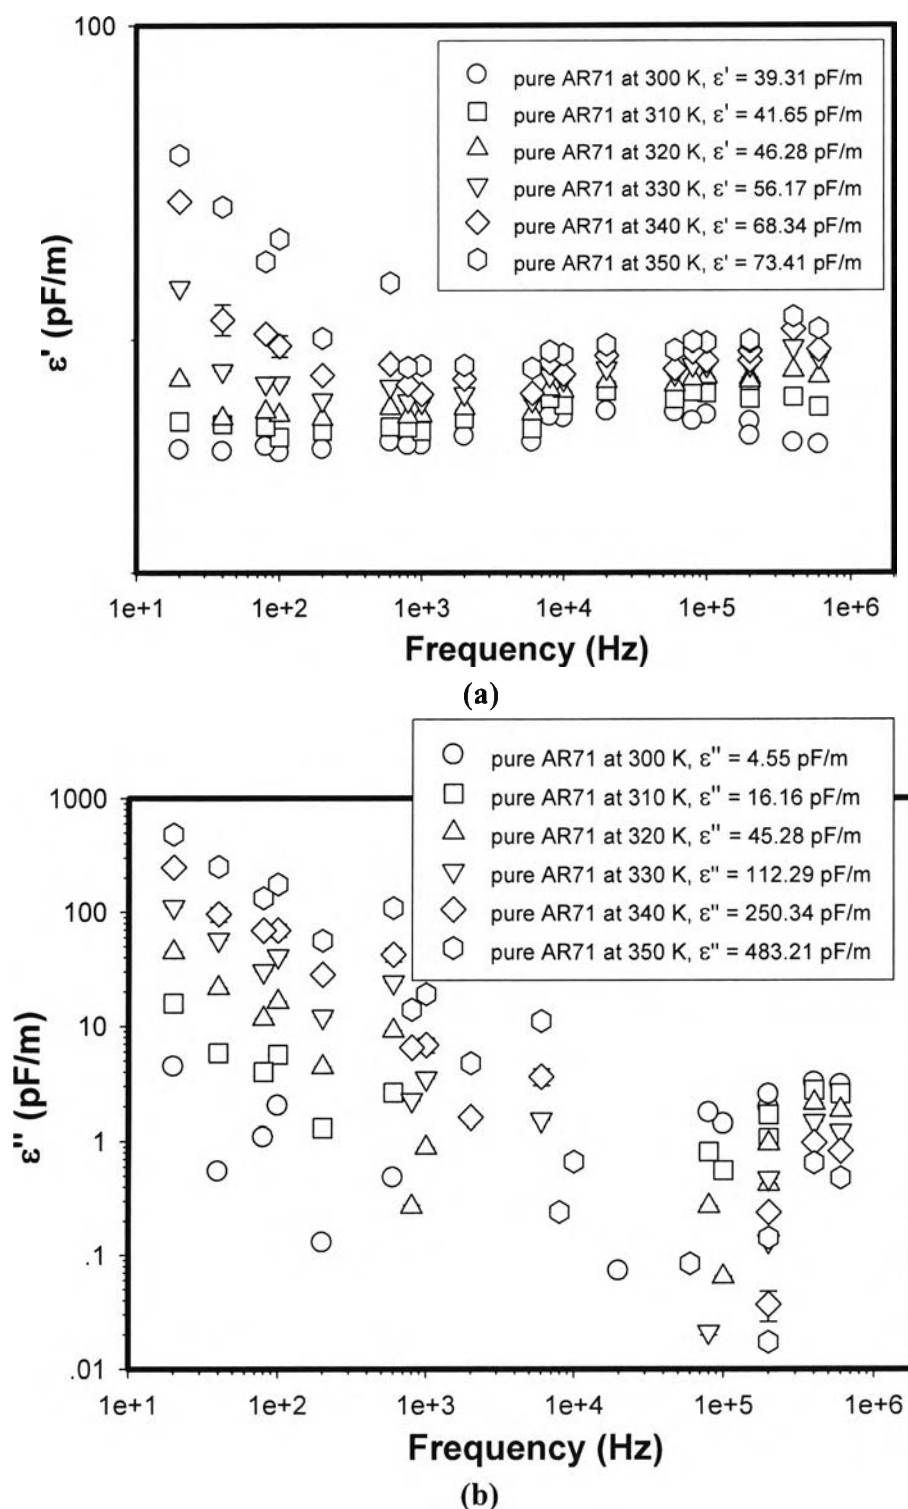 100
pure AR71 at 300 K, ε' = 39.31 pF/m
pure AR71 at 310 K, ε' = 41.65 pF/m
pure AR71 at 320 K, ε' = 46.28 pF/m
pure AR71 at 330 K, ε' = 56.17 pF/m
pure AR71 at 340 K, ε' = 68.34 pF/m
pure AR71 at 350 K, ε' = 73.41 pF/m
ε' (pF/m)
1e+1 1e+2 1e+3 1e+4 1e+5 1e+6
Frequency (Hz)
(a)
pure AR71 at 300 K, ε" = 4.55 pF/m
pure AR71 at 310 K, ε" = 16.16 pF/m
pure AR71 at 320 K, ε" = 45.28 pF/m
pure AR71 at 330 K, ε" = 112.29 pF/m
pure AR71 at 340 K, ε" = 250.34 pF/m
pure AR71 at 350 K, ε" = 483.21 pF/m
1000
100
10
1
.1
.01
ε" (pF/m)
1e+1 1e+2 1e+3 1e+4 1e+5 1e+6
Frequency (Hz)
(b)